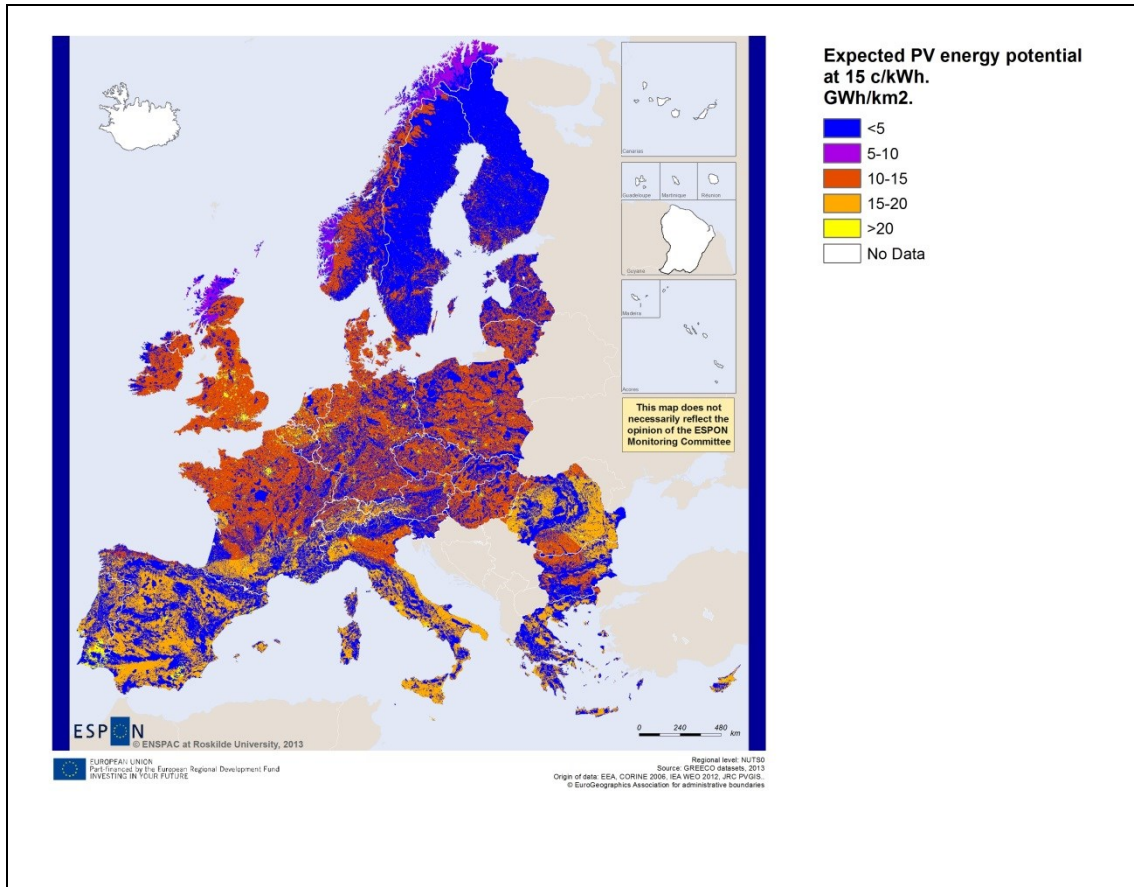 Expected PV energy potential
at 15 c/kWh.
GWh/km2.
<5
5-10
10-15
15-20
>20
No Data
Canarias
Guadeloupe Martinique Réunion
Guyane
Madeira
Acores
This map does not
necessarily reflect the
opinion of the ESPON
Monitoring Committee
ESPON
© ENSPAC at Roskilde University, 2013
0 240 480
km
EUROPEAN UNION
Part-financed by the European Regional Development Fund
INVESTING IN YOUR FUTURE
Regional level: NUTS0
Source: GREECO datasets, 2013
Origin of data: EEA, CORINE 2006, IEA WEO 2012, JRC PVGIS..
© EuroGeographics Association for administrative boundaries